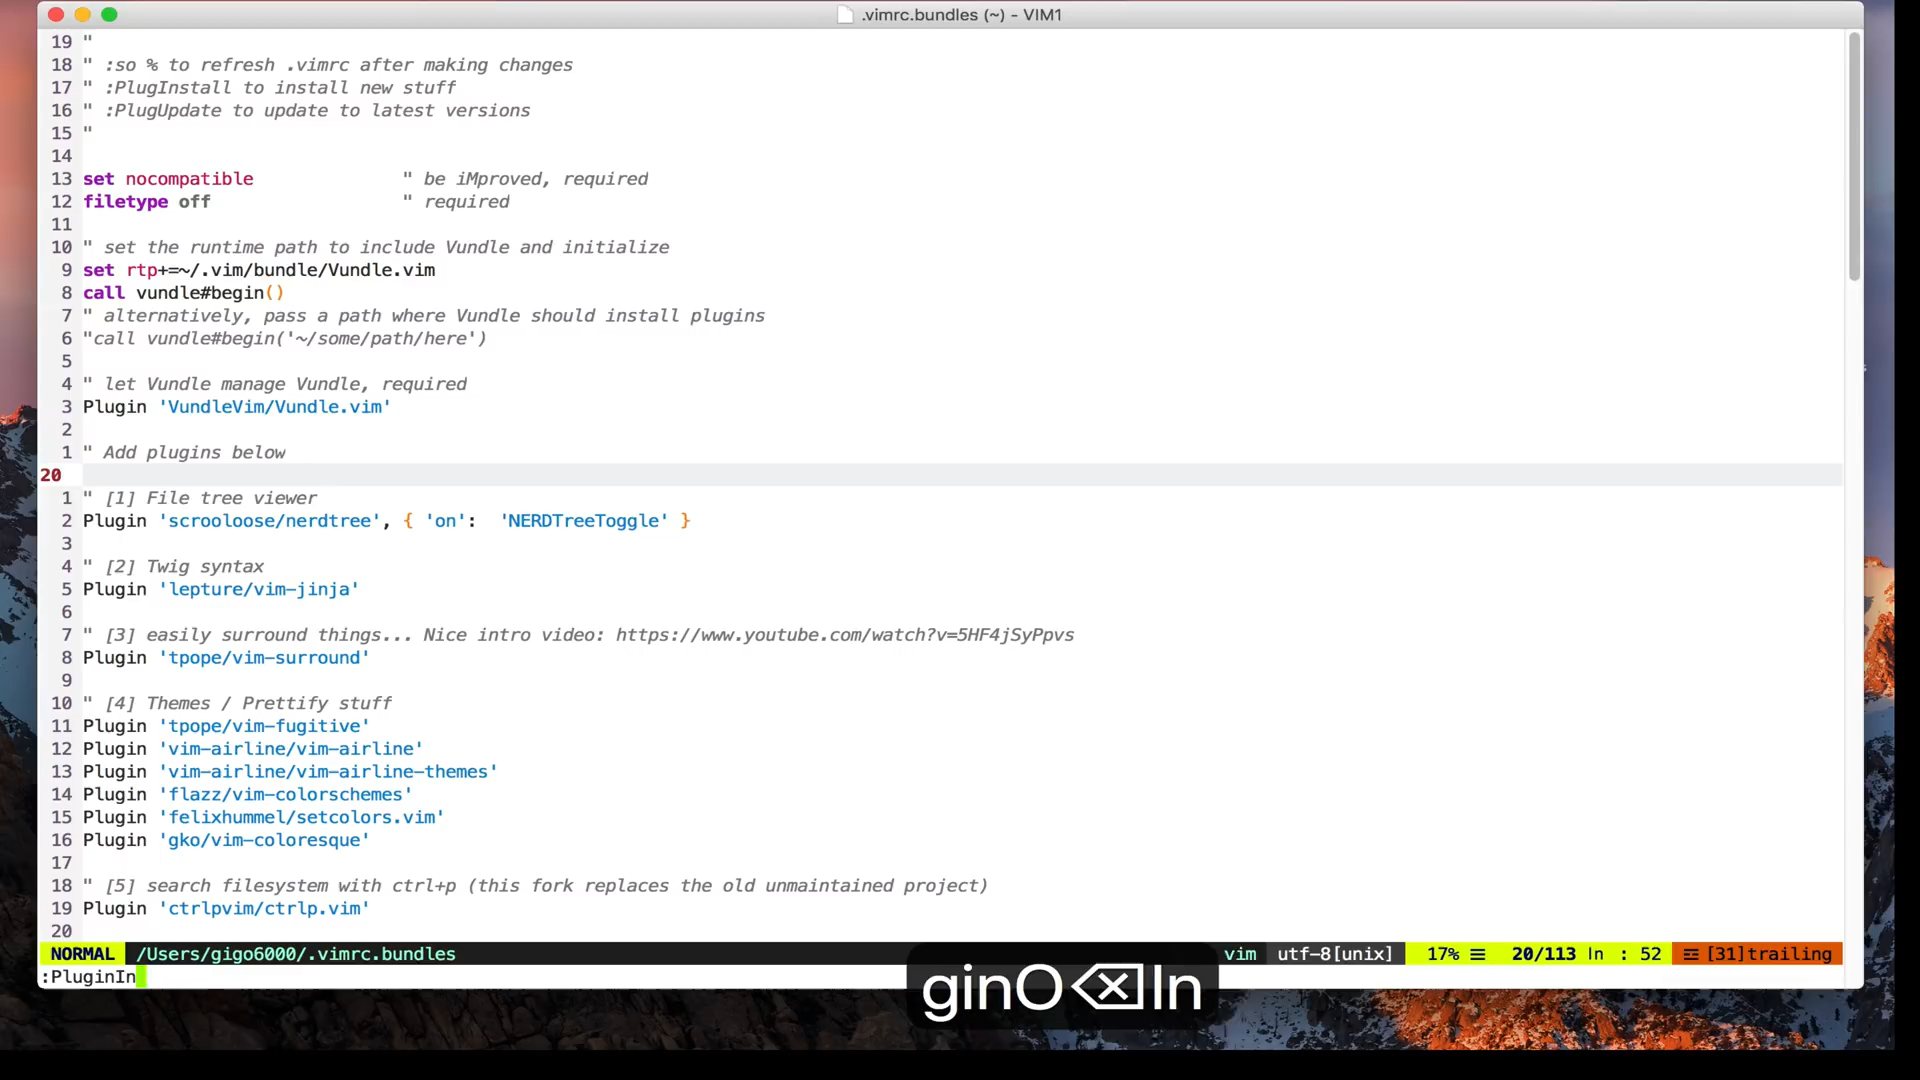 .vimrc.bundles (~) - VIM1
19 "
18 " :so % to refresh .vimrc after making changes
17 " :PlugInstall to install new stuff
16 " :PlugUpdate to update to latest versions
15 "
14
13 set nocompatible " be iMproved, required
12 filetype off " required
11
10 " set the runtime path to include Vundle and initialize
9 set rtp+=~/.vim/bundle/Vundle.vim
8 call vundle#begin()
7 " alternatively, pass a path where Vundle should install plugins
6 "call vundle#begin('~/some/path/here')
5
4 " let Vundle manage Vundle, required
3 Plugin 'VundleVim/Vundle.vim'
2
1 " Add plugins below
20
1 " [1] File tree viewer
2 Plugin 'scrooloose/nerdtree', { 'on': 'NERDTreeToggle' }
3
4 " [2] Twig syntax
5 Plugin 'lepture/vim-jinja'
6
7 " [3] easily surround things... Nice intro video: https://www.youtube.com/watch?v=5HF4jSyPpvs
8 Plugin 'tpope/vim-surround'
9
10 " [4] Themes / Prettify stuff
11 Plugin 'tpope/vim-fugitive'
12 Plugin 'vim-airline/vim-airline'
13 Plugin 'vim-airline/vim-airline-themes'
14 Plugin 'flazz/vim-colorschemes'
15 Plugin 'felixhummel/setcolors.vim'
16 Plugin 'gko/vim-coloresque'
17
18 " [5] search filesystem with ctrl+p (this fork replaces the old unmaintained project)
19 Plugin 'ctrlpvim/ctrlp.vim'
20
NORMAL /Users/gigo6000/.vimrc.bundles vim utf-8[unix] 17% ☰ 20/113 ln : 52 ☲ [31]trailing
:PluginIn
ginO⌫In